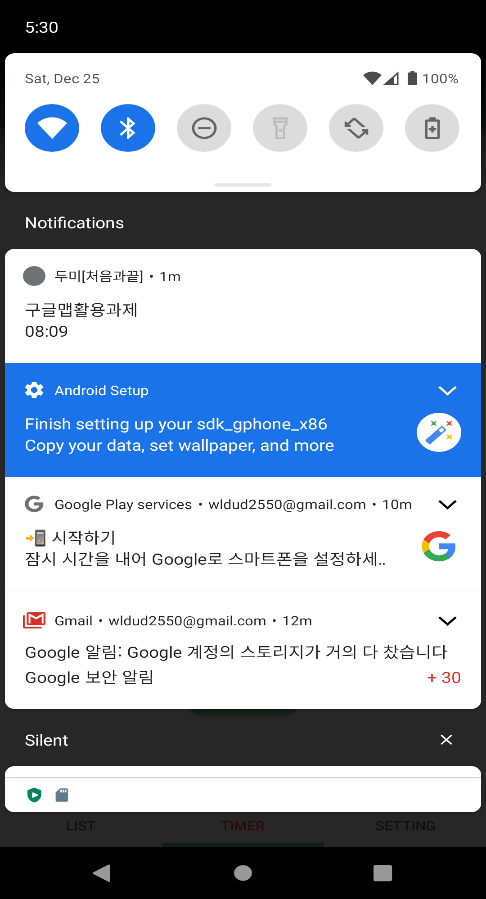 5:30
Sat, Dec 25
100%
Notifications
두미[처음과끝] • 1m
구글맵활용과제
08:09
Android Setup
Finish setting up your sdk_gphone_x86
Copy your data, set wallpaper, and more
Google Play services • wldud2550@gmail.com • 10m
시작하기
잠시 시간을 내어 Google로 스마트폰을 설정하세..
Gmail • wldud2550@gmail.com • 12m
Google 알림: Google 계정의 스토리지가 거의 다 찼습니다
Google 보안 알림
+ 30
Silent
LIST TIMER SETTING